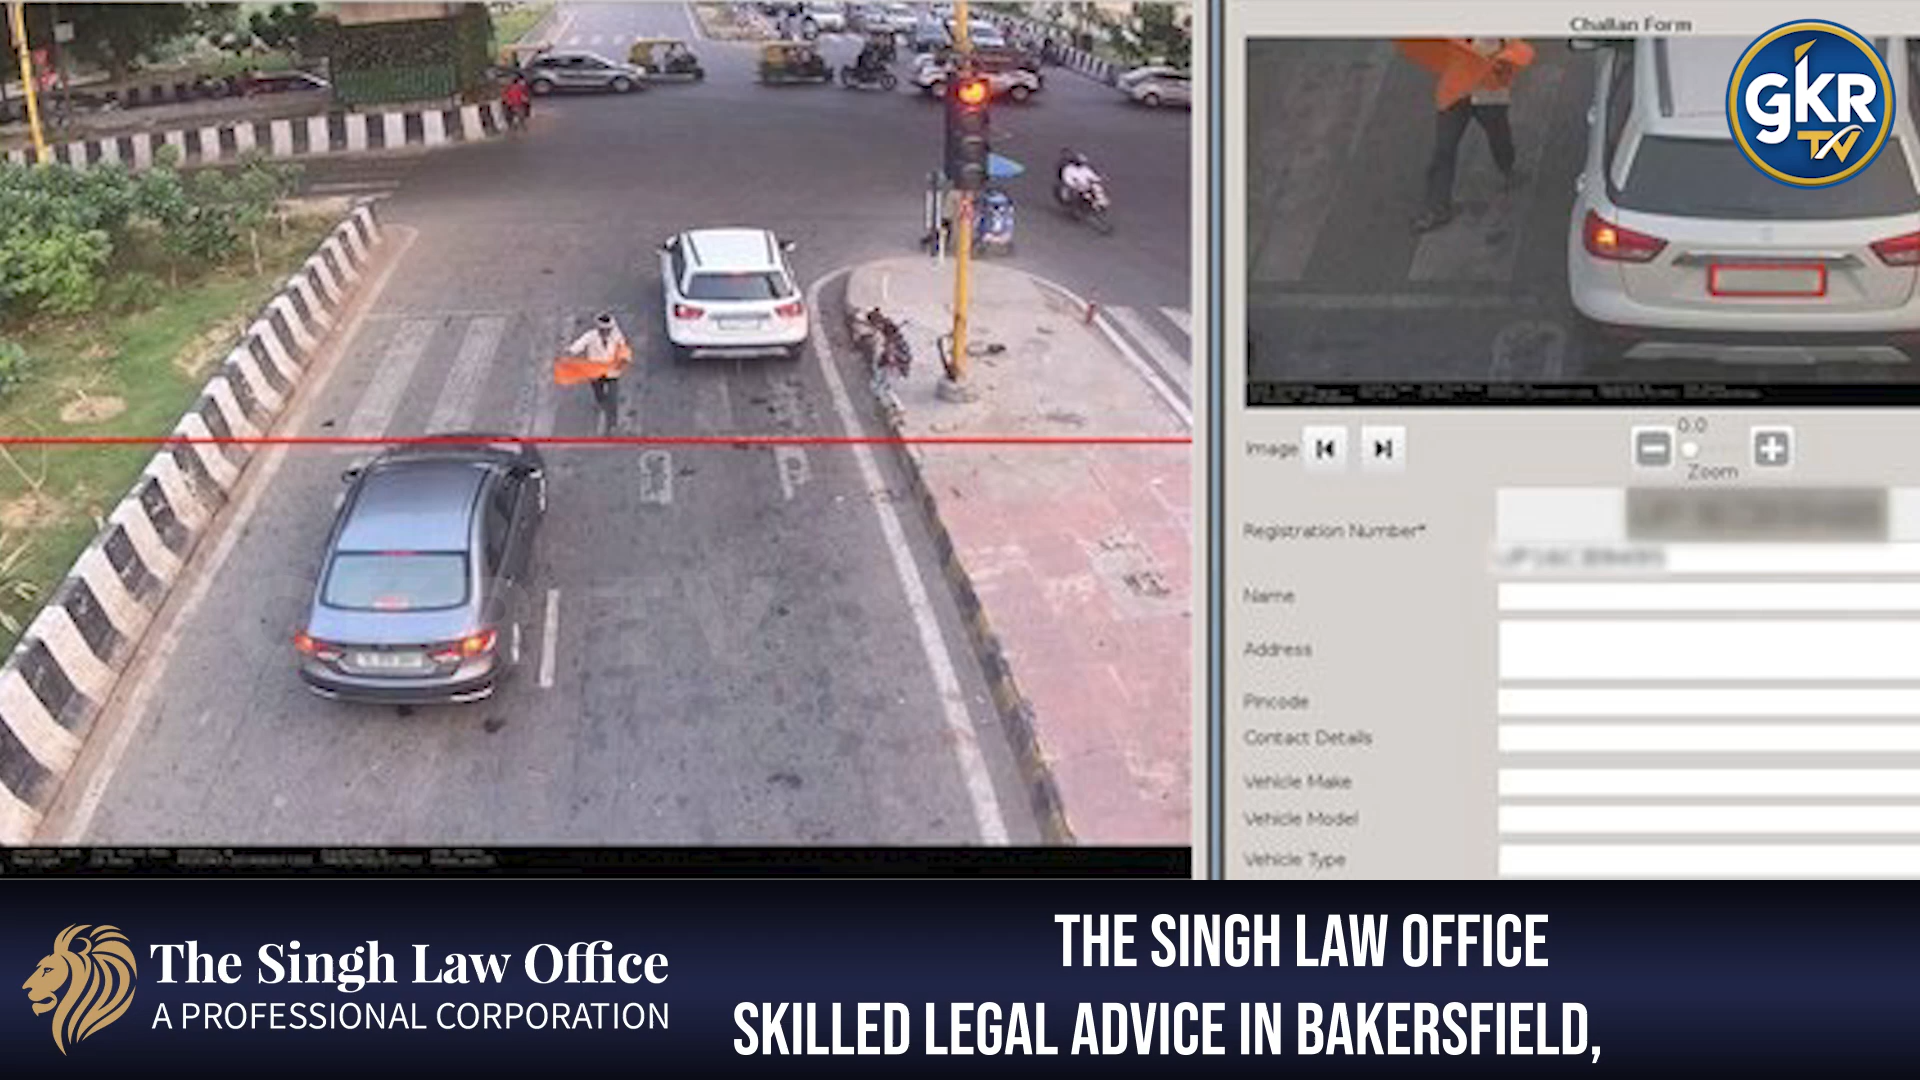 Challan Form
GKR
TV
Image
0.0
Zoom
Registration Number*
Name
Address
Pincode
Contact Details
Vehicle Make
Vehicle Model
Vehicle Type
The Singh Law Office
A PROFESSIONAL CORPORATION
THE SINGH LAW OFFICE
SKILLED LEGAL ADVICE IN BAKERSFIELD,